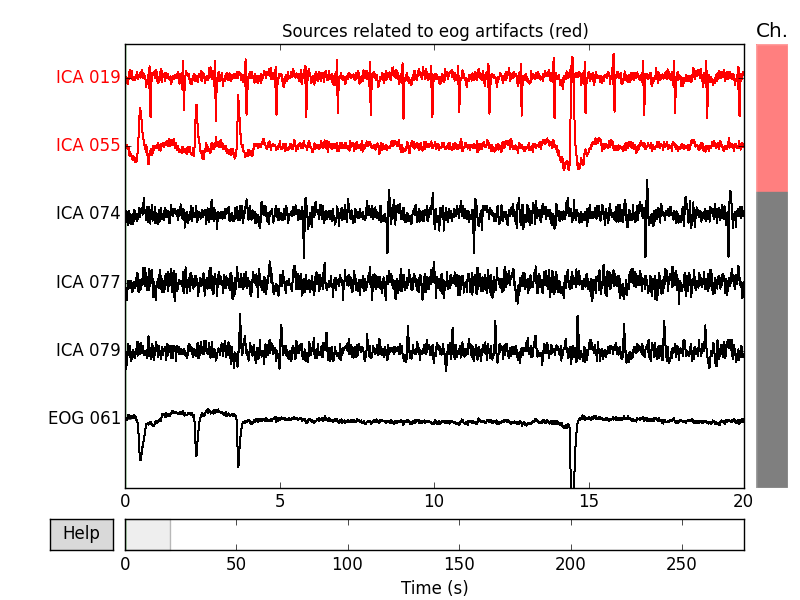 Sources related to eog artifacts (red)
Ch.
ICA 019
ICA 055
ICA 074
ICA 077
ICA 079
EOG 061
0 5 10 15 20
Help
0 50 100 150 200 250
Time (s)